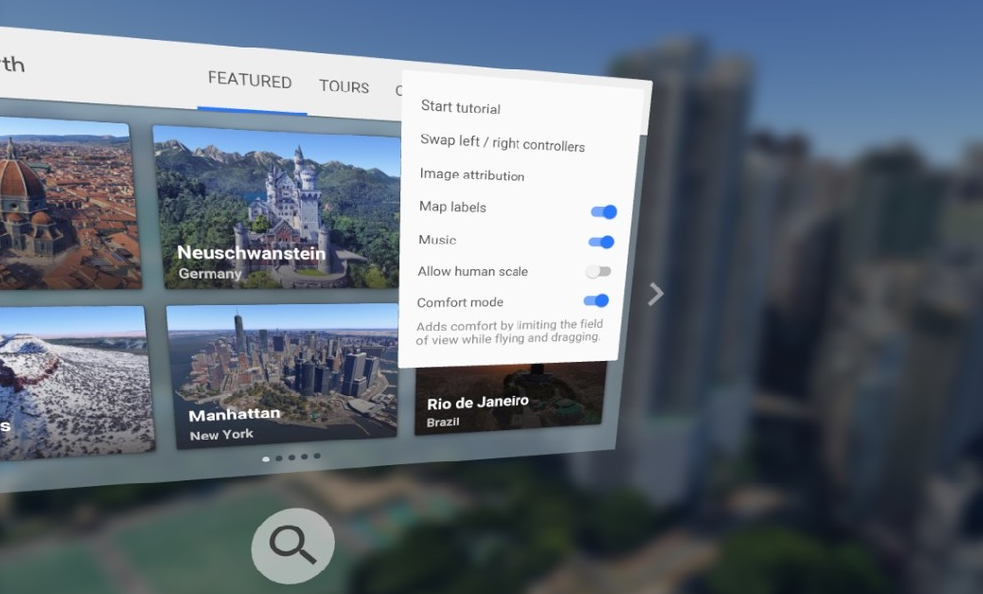 rth
FEATURED
TOURS
Start tutorial
Swap left / right controllers
Image attribution
Map labels
Music
Allow human scale
Comfort mode
Adds comfort by limiting the field
of view while flying and dragging.
Neuschwanstein
Germany
s
Manhattan
New York
Rio de Janeiro
Brazil